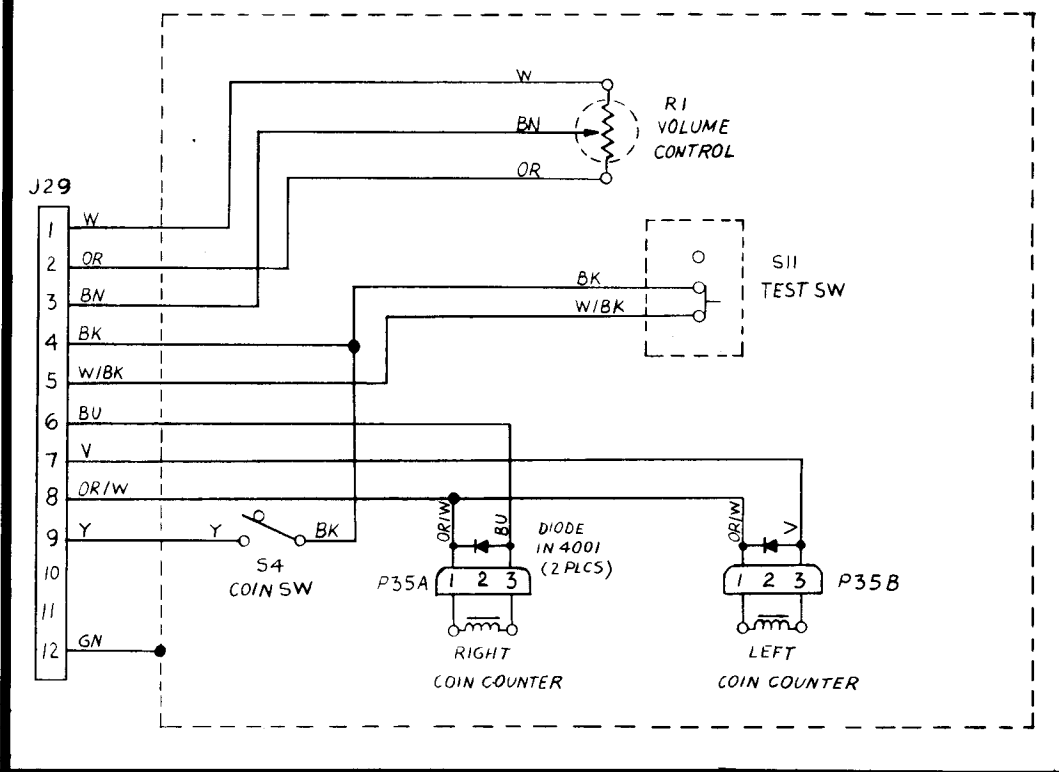 W
R1
VOLUME
CONTROL
BN
OR
J29
1 W
2 OR
3 BN
4 BK
5 W/BK
6 BU
7 V
8 OR/W
9 Y
10
11
12 GN
BK
W/BK
S11
TEST SW
Y
BK
S4
COIN SW
OR/W
BU
DIODE
IN 4001
(2 PLCS)
P35A
1 2 3
RIGHT
COIN COUNTER
OR/W
V
1 2 3
P35B
LEFT
COIN COUNTER